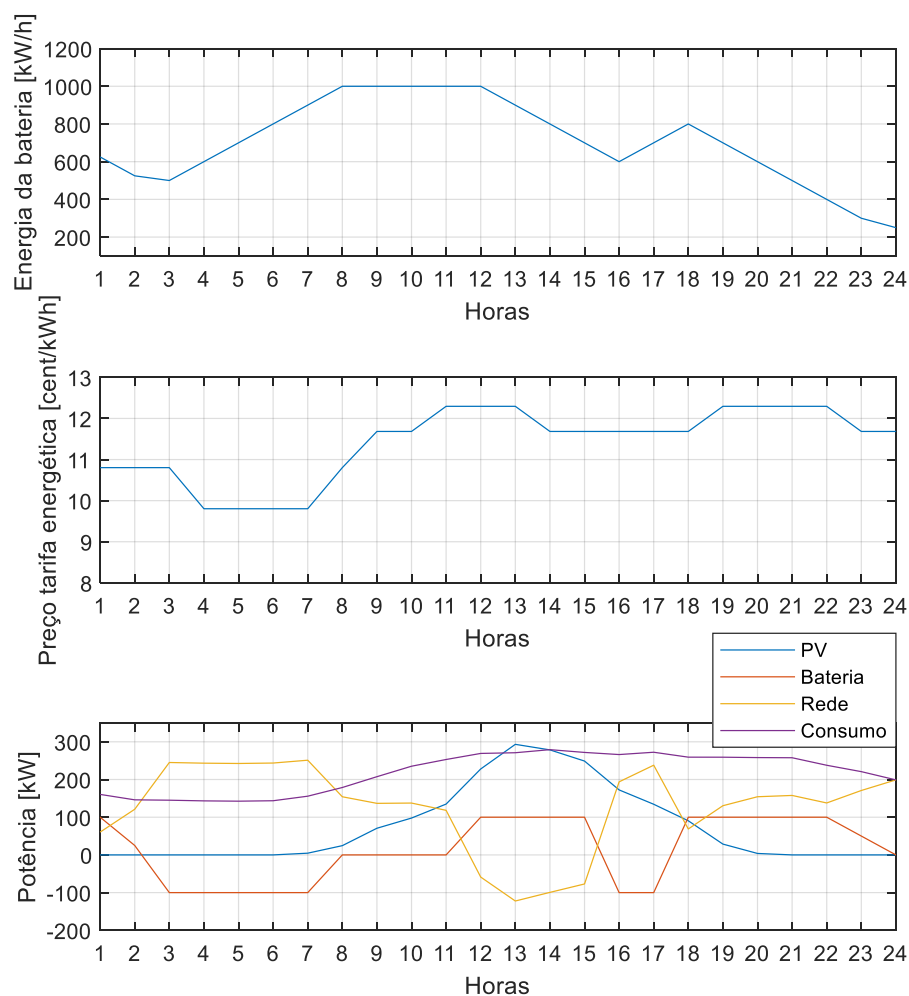 Energia da bateria [kW/h]
1200
1000
800
600
400
200
1 2 3 4 5 6 7 8 9 10 11 12 13 14 15 16 17 18 19 20 21 22 23 24
Horas
Preço tarifa energética [cent/kWh]
13
12
11
10
9
8
1 2 3 4 5 6 7 8 9 10 11 12 13 14 15 16 17 18 19 20 21 22 23 24
Horas
PV
Bateria
Rede
Consumo
Potência [kW]
300
200
100
0
-100
-200
1 2 3 4 5 6 7 8 9 10 11 12 13 14 15 16 17 18 19 20 21 22 23 24
Horas